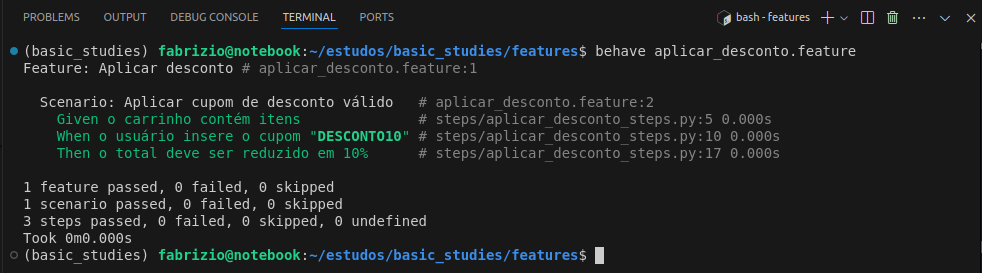 PROBLEMS OUTPUT DEBUG CONSOLE TERMINAL PORTS bash - features
(basic_studies) fabrizio@notebook:~/estudos/basic_studies/features$ behave aplicar_desconto.feature
Feature: Aplicar desconto # aplicar_desconto.feature:1
Scenario: Aplicar cupom de desconto válido # aplicar_desconto.feature:2
Given o carrinho contém itens # steps/aplicar_desconto_steps.py:5 0.000s
When o usuário insere o cupom "DESCONTO10" # steps/aplicar_desconto_steps.py:10 0.000s
Then o total deve ser reduzido em 10% # steps/aplicar_desconto_steps.py:17 0.000s
1 feature passed, 0 failed, 0 skipped
1 scenario passed, 0 failed, 0 skipped
3 steps passed, 0 failed, 0 skipped, 0 undefined
Took 0m0.000s
(basic_studies) fabrizio@notebook:~/estudos/basic_studies/features$